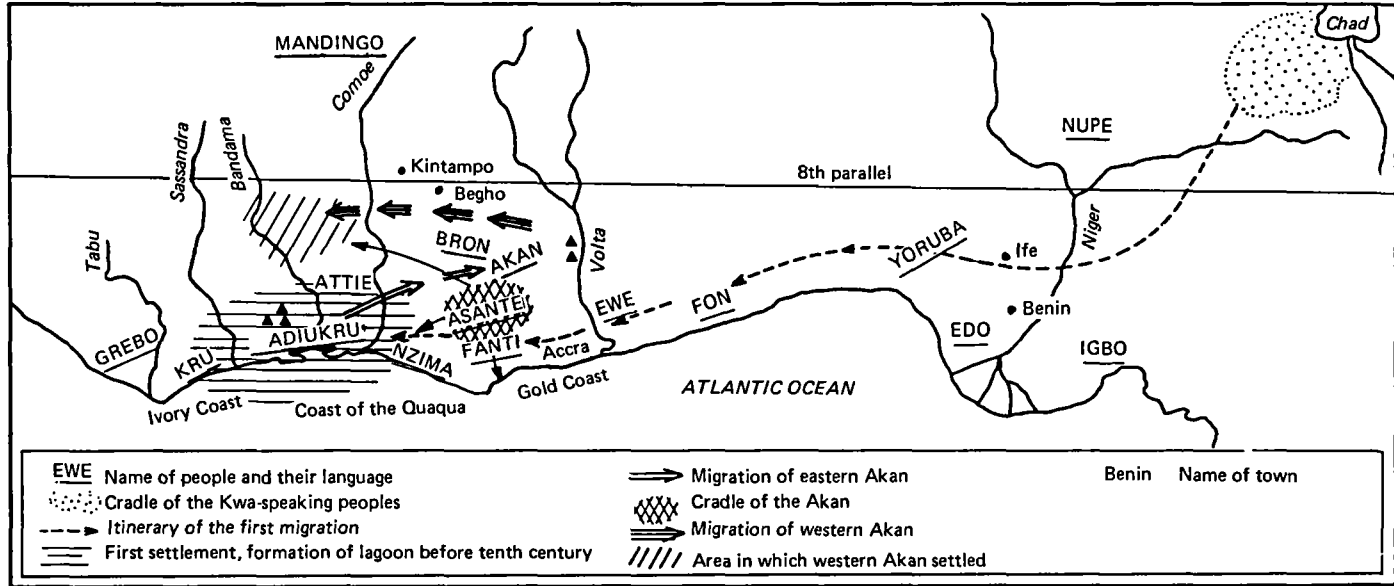 Chad
MANDINGO
Comoe
NUPE
Sassandra
Bandama
Kintampo
8th parallel
Begho
Niger
Tabu
BRON
AKAN
Volta
YORUBA
Ife
ATTIE
ASANTE
EWE
FON
Benin
GREBO
ADIUKRU
KRU
NZIMA
FANTI
Accra
EDO
IGBO
Ivory Coast
Coast of the Quaqua
Gold Coast
ATLANTIC OCEAN
EWE Name of people and their language
Cradle of the Kwa-speaking peoples
Itinerary of the first migration
First settlement, formation of lagoon before tenth century
Migration of eastern Akan
Cradle of the Akan
Migration of western Akan
Area in which western Akan settled
Benin Name of town